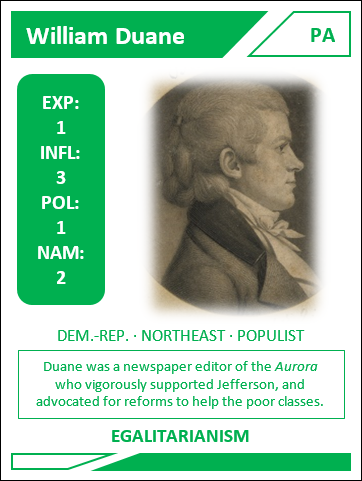 William Duane
PA
EXP:
1
INFL:
3
POL:
1
NAM:
2
DEM.-REP. · NORTHEAST · POPULIST
Duane was a newspaper editor of the Aurora
who vigorously supported Jefferson, and
advocated for reforms to help the poor classes.
EGALITARIANISM